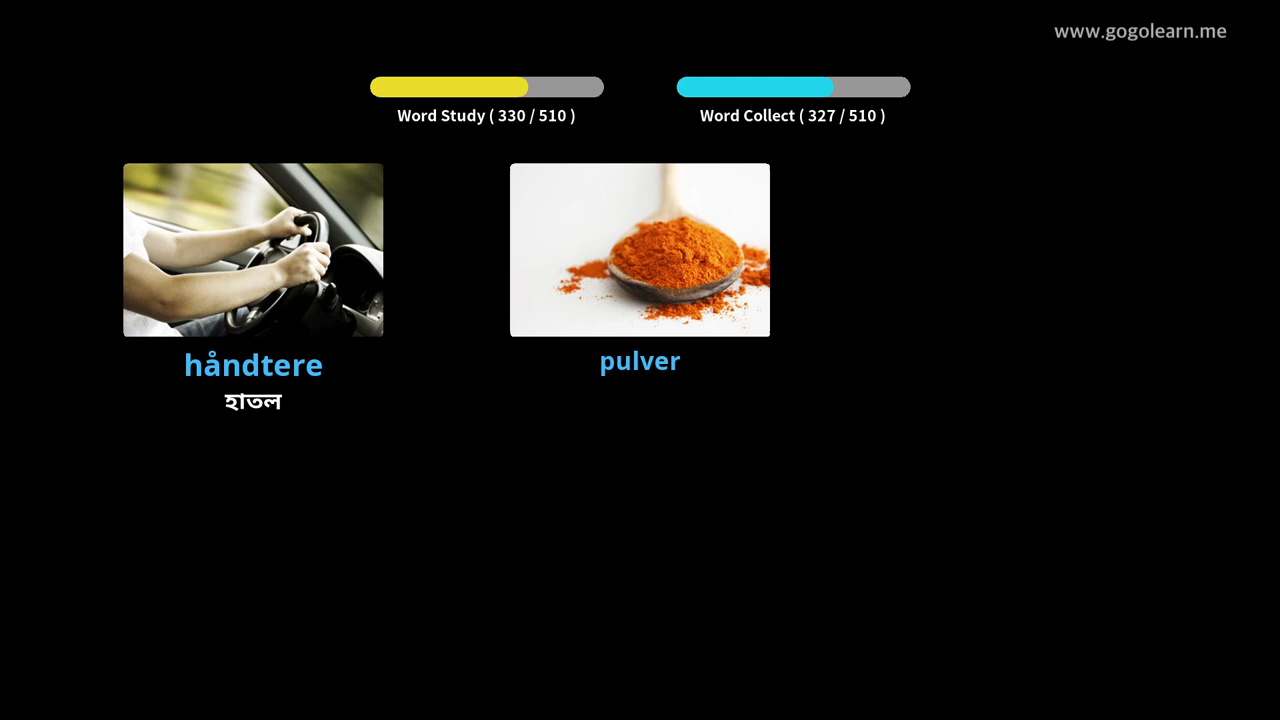 www.gogolearn.me
Word Study ( 330 / 510 )
Word Collect ( 327 / 510 )
håndtere
হাতল
pulver